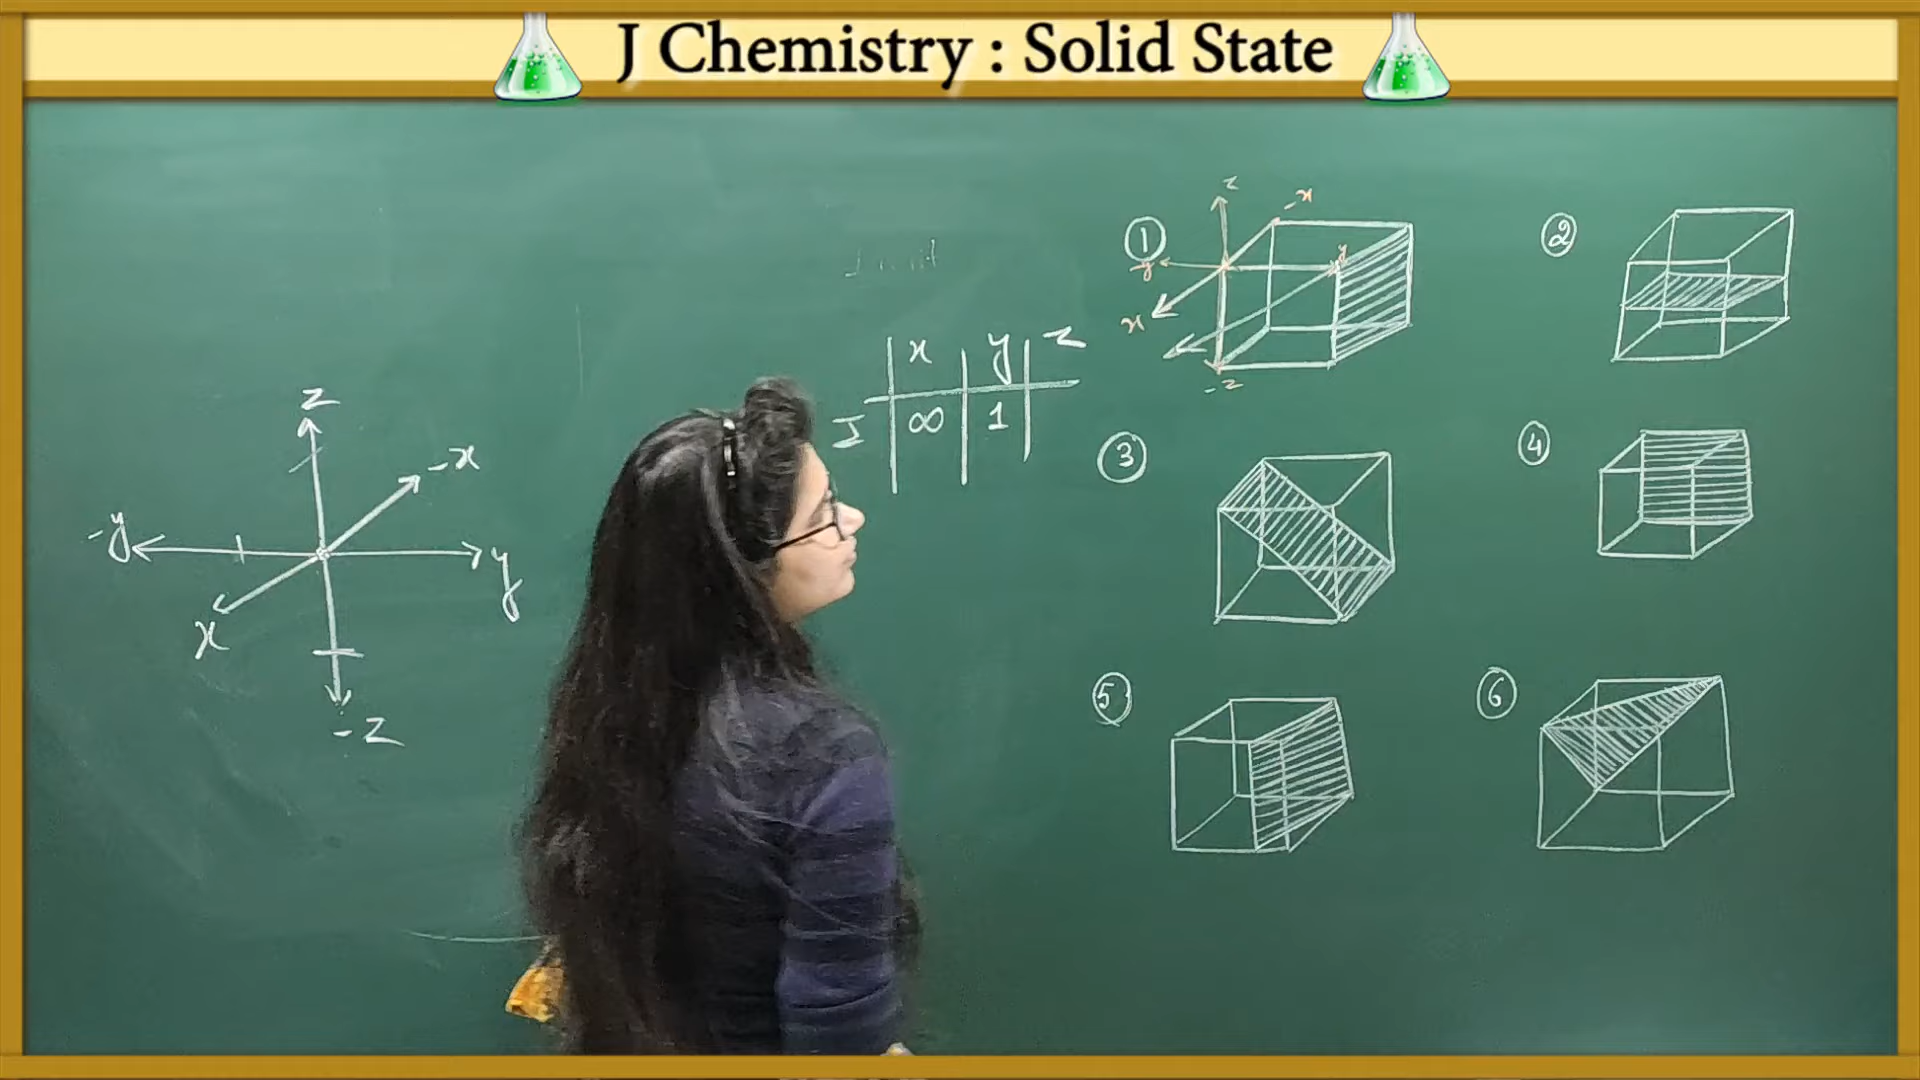 J Chemistry : Solid State
z
-x
-y
y
x
-z
x y z
I ∞ 1
①
z
-x
-y
y
x
-z
②
③
④
⑤
⑥